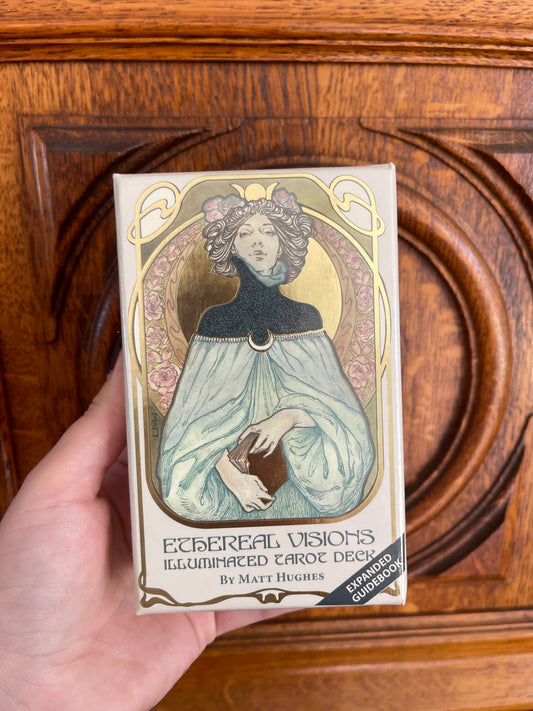 ETHEREAL VISIONS
ILLUMINATED TAROT DECK
BY MATT HUGHES
EXPANDED
GUIDEBOOK